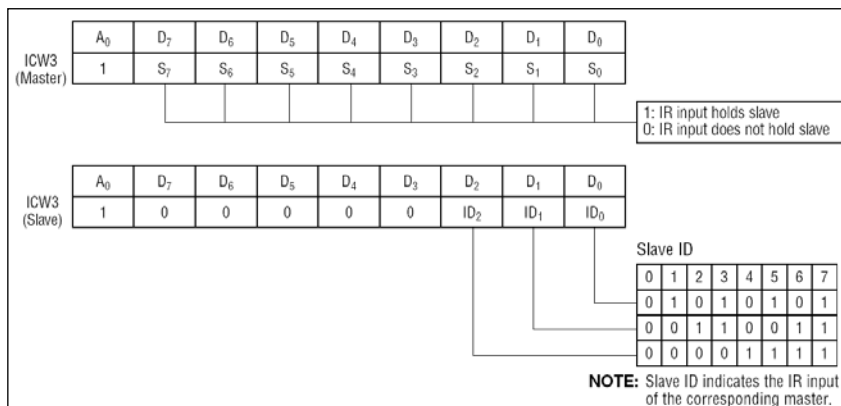 A₀ D₇ D₆ D₅ D₄ D₃ D₂ D₁ D₀
ICW3 (Master)
1 S₇ S₆ S₅ S₄ S₃ S₂ S₁ S₀
1: IR input holds slave
0: IR input does not hold slave
A₀ D₇ D₆ D₅ D₄ D₃ D₂ D₁ D₀
ICW3 (Slave)
1 0 0 0 0 0 ID₂ ID₁ ID₀
Slave ID
0 1 2 3 4 5 6 7
0 1 0 1 0 1 0 1
0 0 1 1 0 0 1 1
0 0 0 0 1 1 1 1
NOTE: Slave ID indicates the IR input
of the corresponding master.